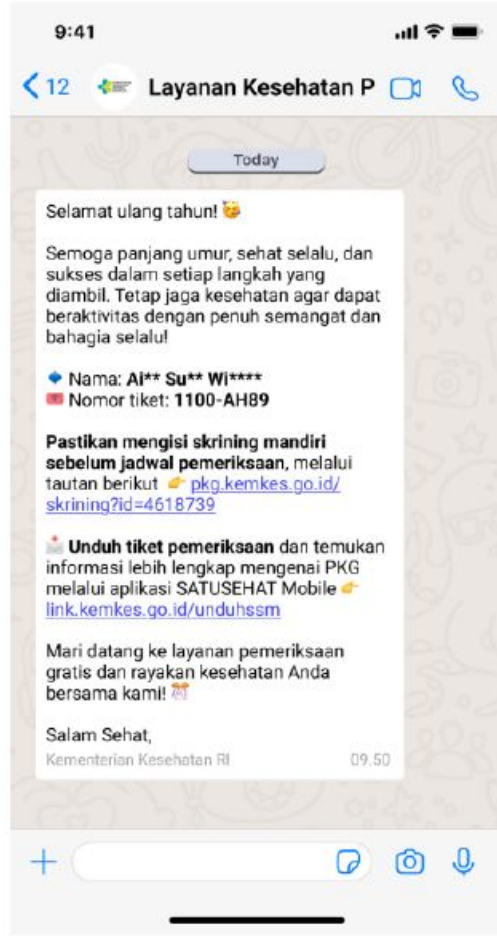 9:41
12
Layanan Kesehatan P
Today
Selamat ulang tahun! 🥳
Semoga panjang umur, sehat selalu, dan
sukses dalam setiap langkah yang
diambil. Tetap jaga kesehatan agar dapat
beraktivitas dengan penuh semangat dan
bahagia selalu!
🔹 Nama: Ai** Su** Wi****
🎟️ Nomor tiket: 1100-AH89
Pastikan mengisi skrining mandiri
sebelum jadwal pemeriksaan, melalui
tautan berikut 👉 pkg.kemkes.go.id/
skrining?id=4618739
📩 Unduh tiket pemeriksaan dan temukan
informasi lebih lengkap mengenai PKG
melalui aplikasi SATUSEHAT Mobile 👉
link.kemkes.go.id/unduhssm
Mari datang ke layanan pemeriksaan
gratis dan rayakan kesehatan Anda
bersama kami! 🎊
Salam Sehat,
Kementerian Kesehatan RI
09.50